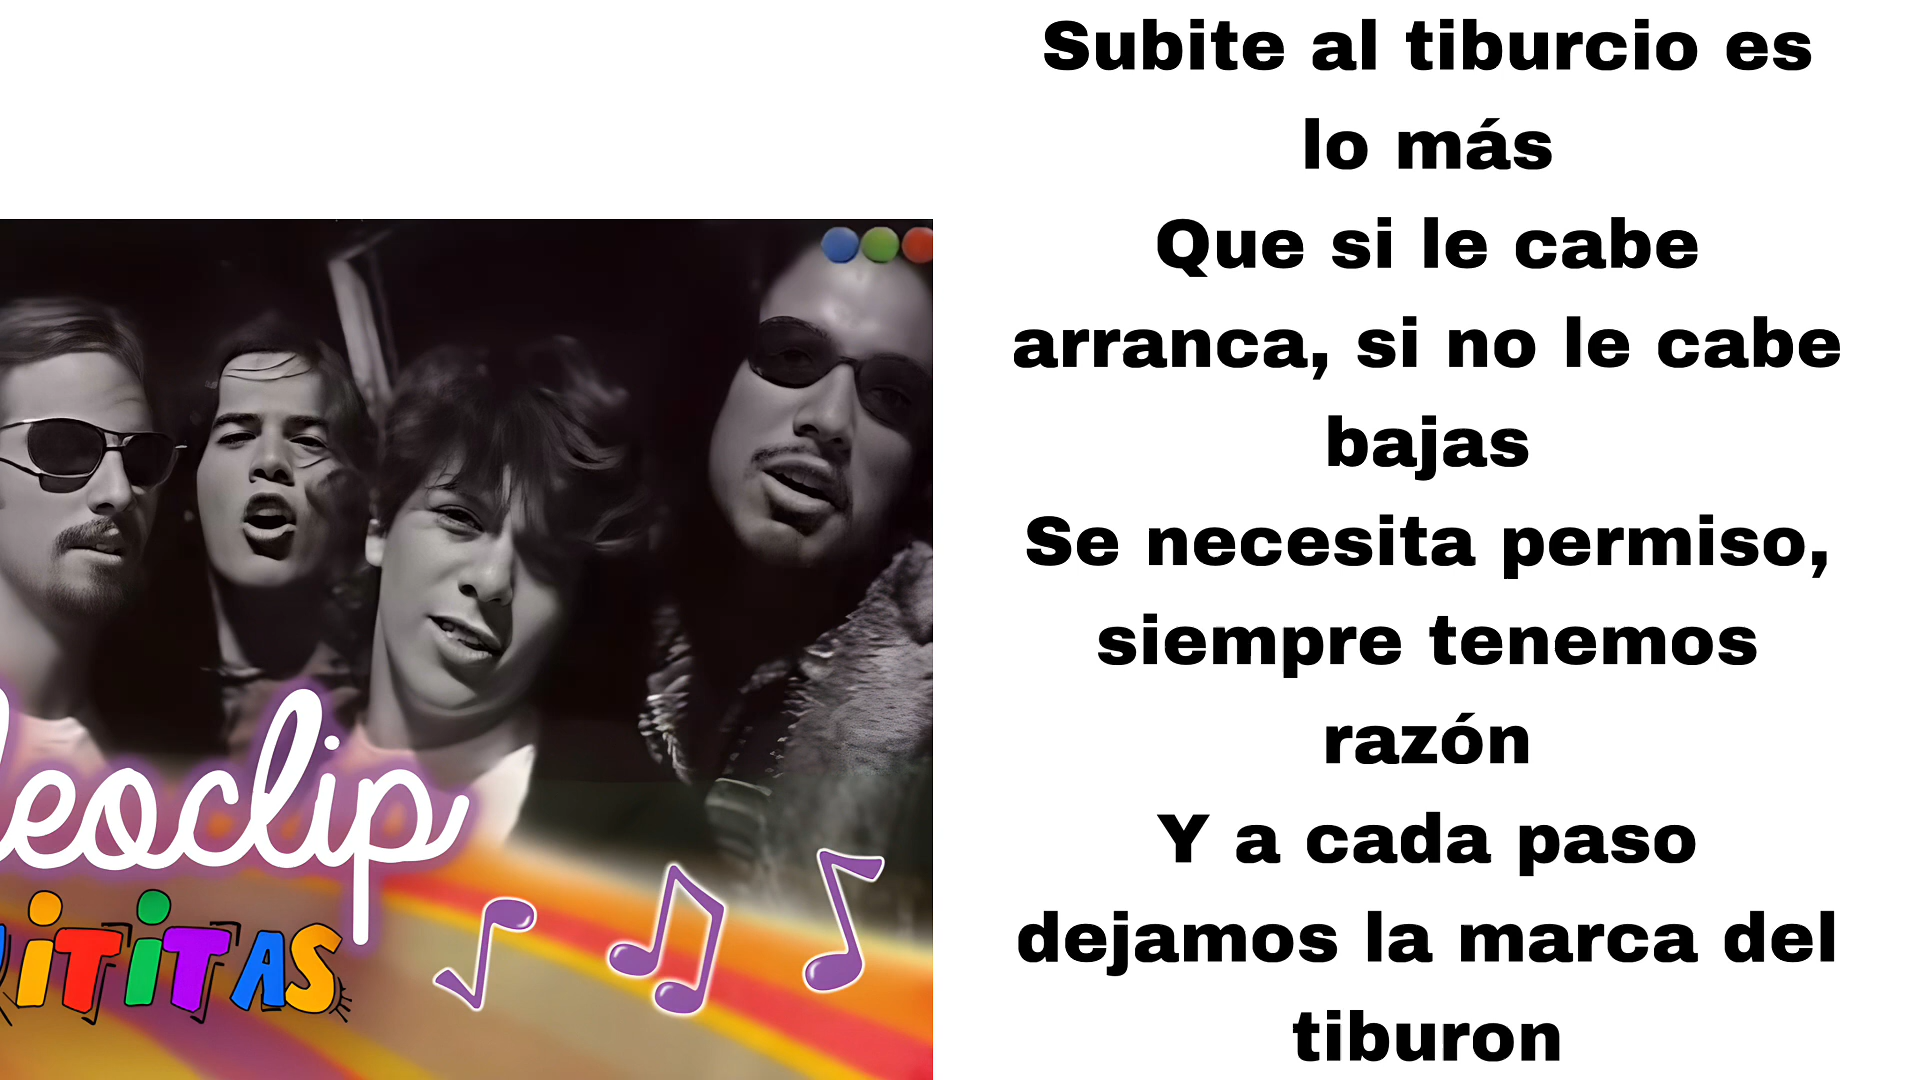 Subite al tiburcio es
lo más
Que si le cabe
arranca, si no le cabe
bajas
Se necesita permiso,
siempre tenemos
razón
Y a cada paso
dejamos la marca del
tiburon
eoclip
ITITAS